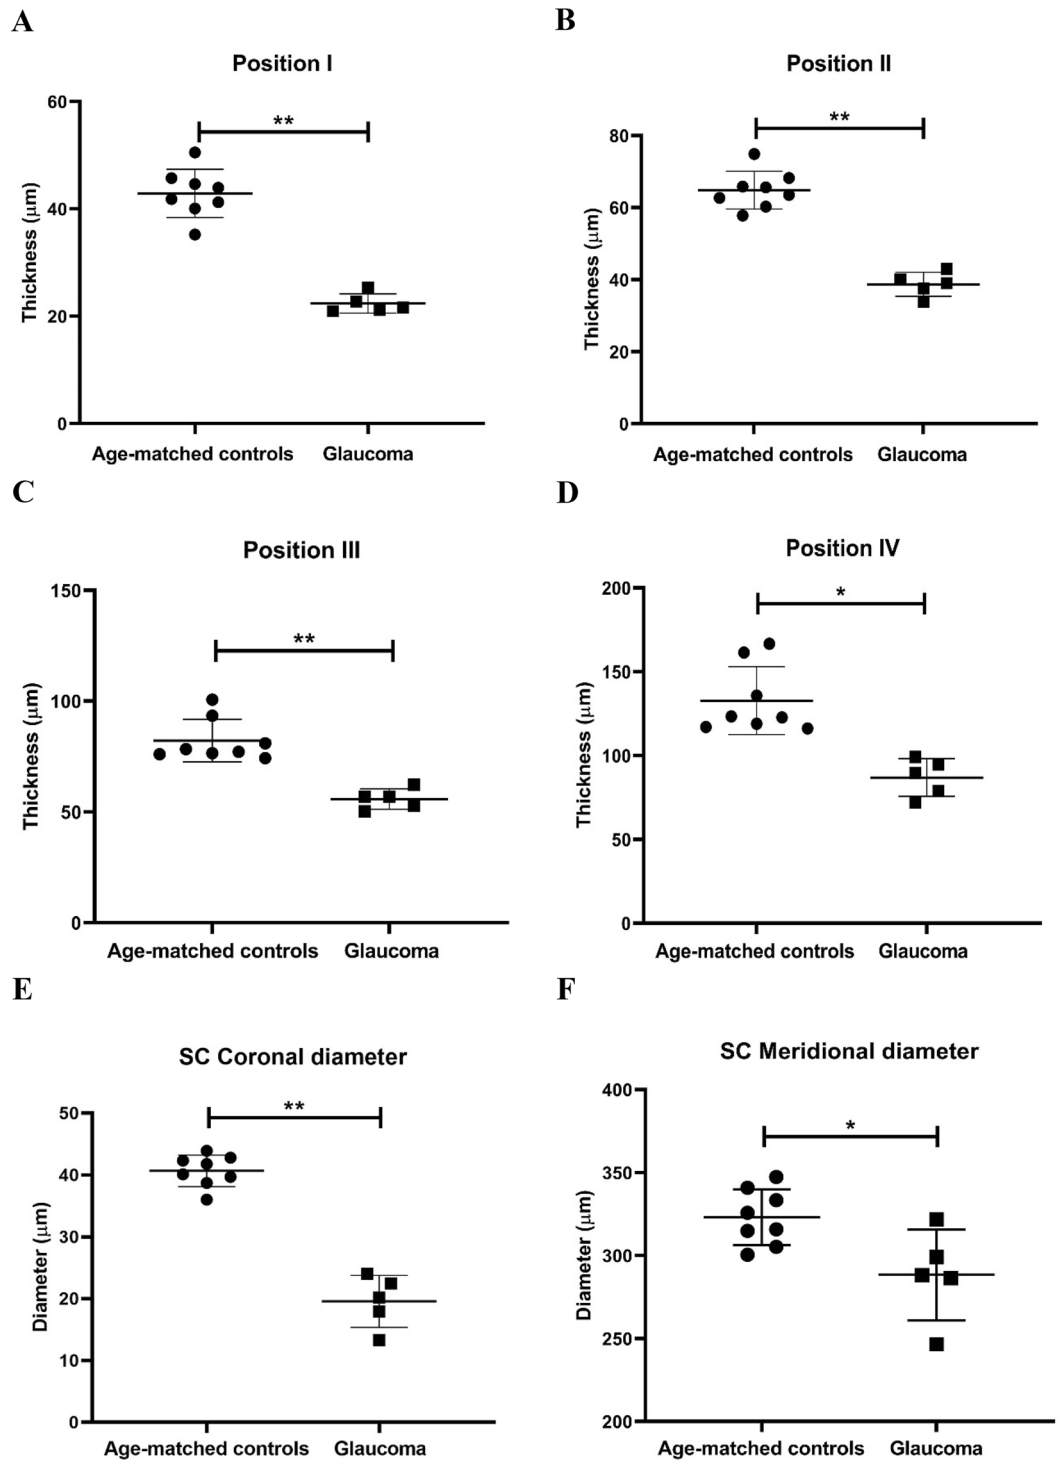 A
Position I
**
60
40
20
0
Thickness (μm)
Age-matched controls
Glaucoma
B
Position II
**
80
60
40
20
0
Thickness (μm)
Age-matched controls
Glaucoma
C
Position III
**
150
100
50
0
Thickness (μm)
Age-matched controls
Glaucoma
D
Position IV
*
200
150
100
50
0
Thickness (μm)
Age-matched controls
Glaucoma
E
SC Coronal diameter
**
50
40
30
20
10
0
Diameter (μm)
Age-matched controls
Glaucoma
F
SC Meridional diameter
*
400
350
300
250
200
Diameter (μm)
Age-matched controls
Glaucoma